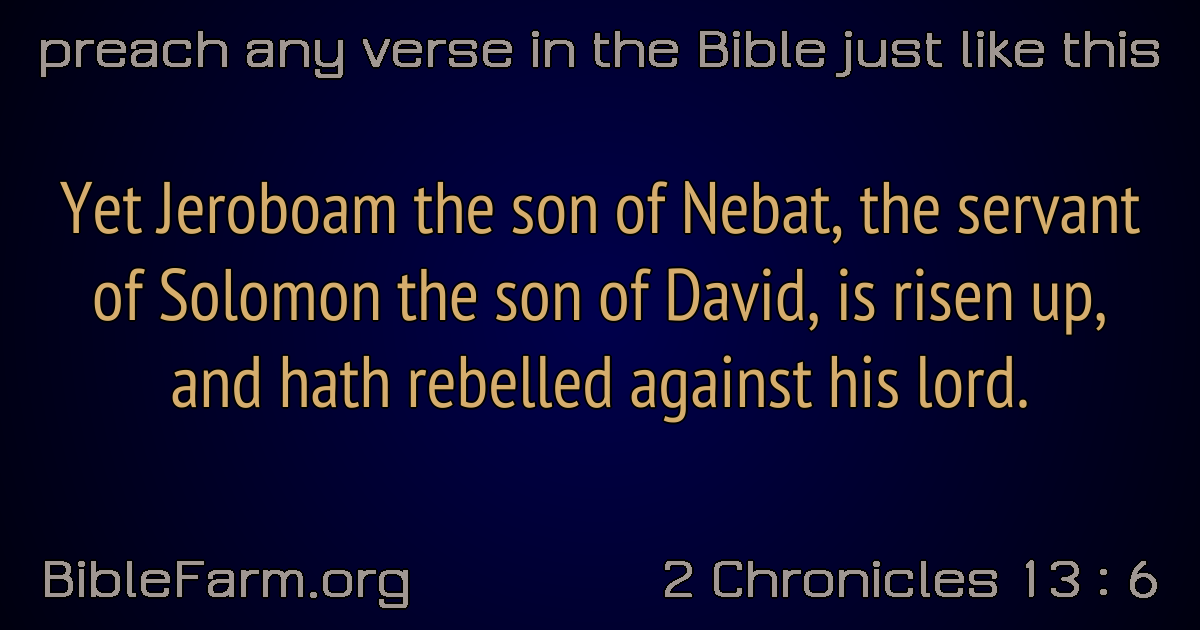 preach any verse in the Bible just like this
Yet Jeroboam the son of Nebat, the servant
of Solomon the son of David, is risen up,
and hath rebelled against his lord.
BibleFarm.org
2 Chronicles 13 : 6